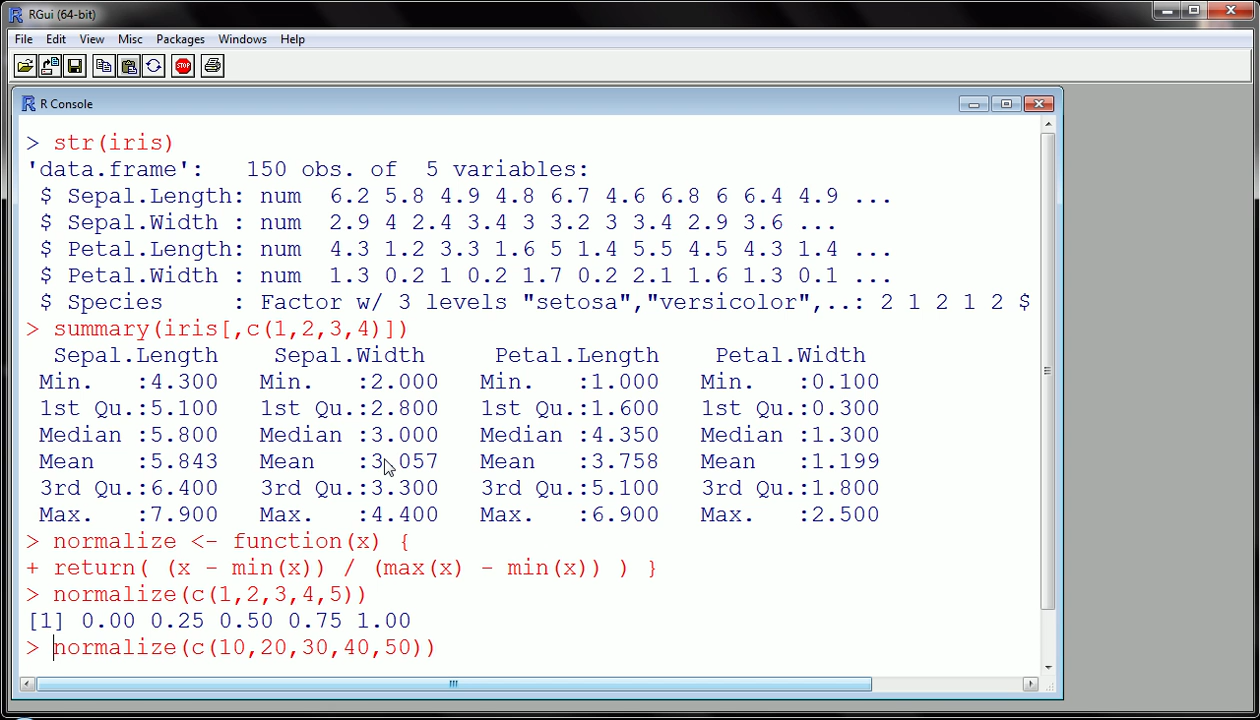 RGui (64-bit)
File Edit View Misc Packages Windows Help
STOP
R Console
> str(iris)
'data.frame':   150 obs. of  5 variables:
 $ Sepal.Length: num  6.2 5.8 4.9 4.8 6.7 4.6 6.8 6 6.4 4.9 ...
 $ Sepal.Width : num  2.9 4 2.4 3.4 3 3.2 3 3.4 2.9 3.6 ...
 $ Petal.Length: num  4.3 1.2 3.3 1.6 5 1.4 5.5 4.5 4.3 1.4 ...
 $ Petal.Width : num  1.3 0.2 1 0.2 1.7 0.2 2.1 1.6 1.3 0.1 ...
 $ Species     : Factor w/ 3 levels "setosa","versicolor",..: 2 1 2 1 2 $
> summary(iris[,c(1,2,3,4)])
  Sepal.Length    Sepal.Width     Petal.Length    Petal.Width
 Min.   :4.300   Min.   :2.000   Min.   :1.000   Min.   :0.100
 1st Qu.:5.100   1st Qu.:2.800   1st Qu.:1.600   1st Qu.:0.300
 Median :5.800   Median :3.000   Median :4.350   Median :1.300
 Mean   :5.843   Mean   :3.057   Mean   :3.758   Mean   :1.199
 3rd Qu.:6.400   3rd Qu.:3.300   3rd Qu.:5.100   3rd Qu.:1.800
 Max.   :7.900   Max.   :4.400   Max.   :6.900   Max.   :2.500
> normalize <- function(x) {
+ return( (x - min(x)) / (max(x) - min(x)) ) }
> normalize(c(1,2,3,4,5))
[1] 0.00 0.25 0.50 0.75 1.00
> normalize(c(10,20,30,40,50))